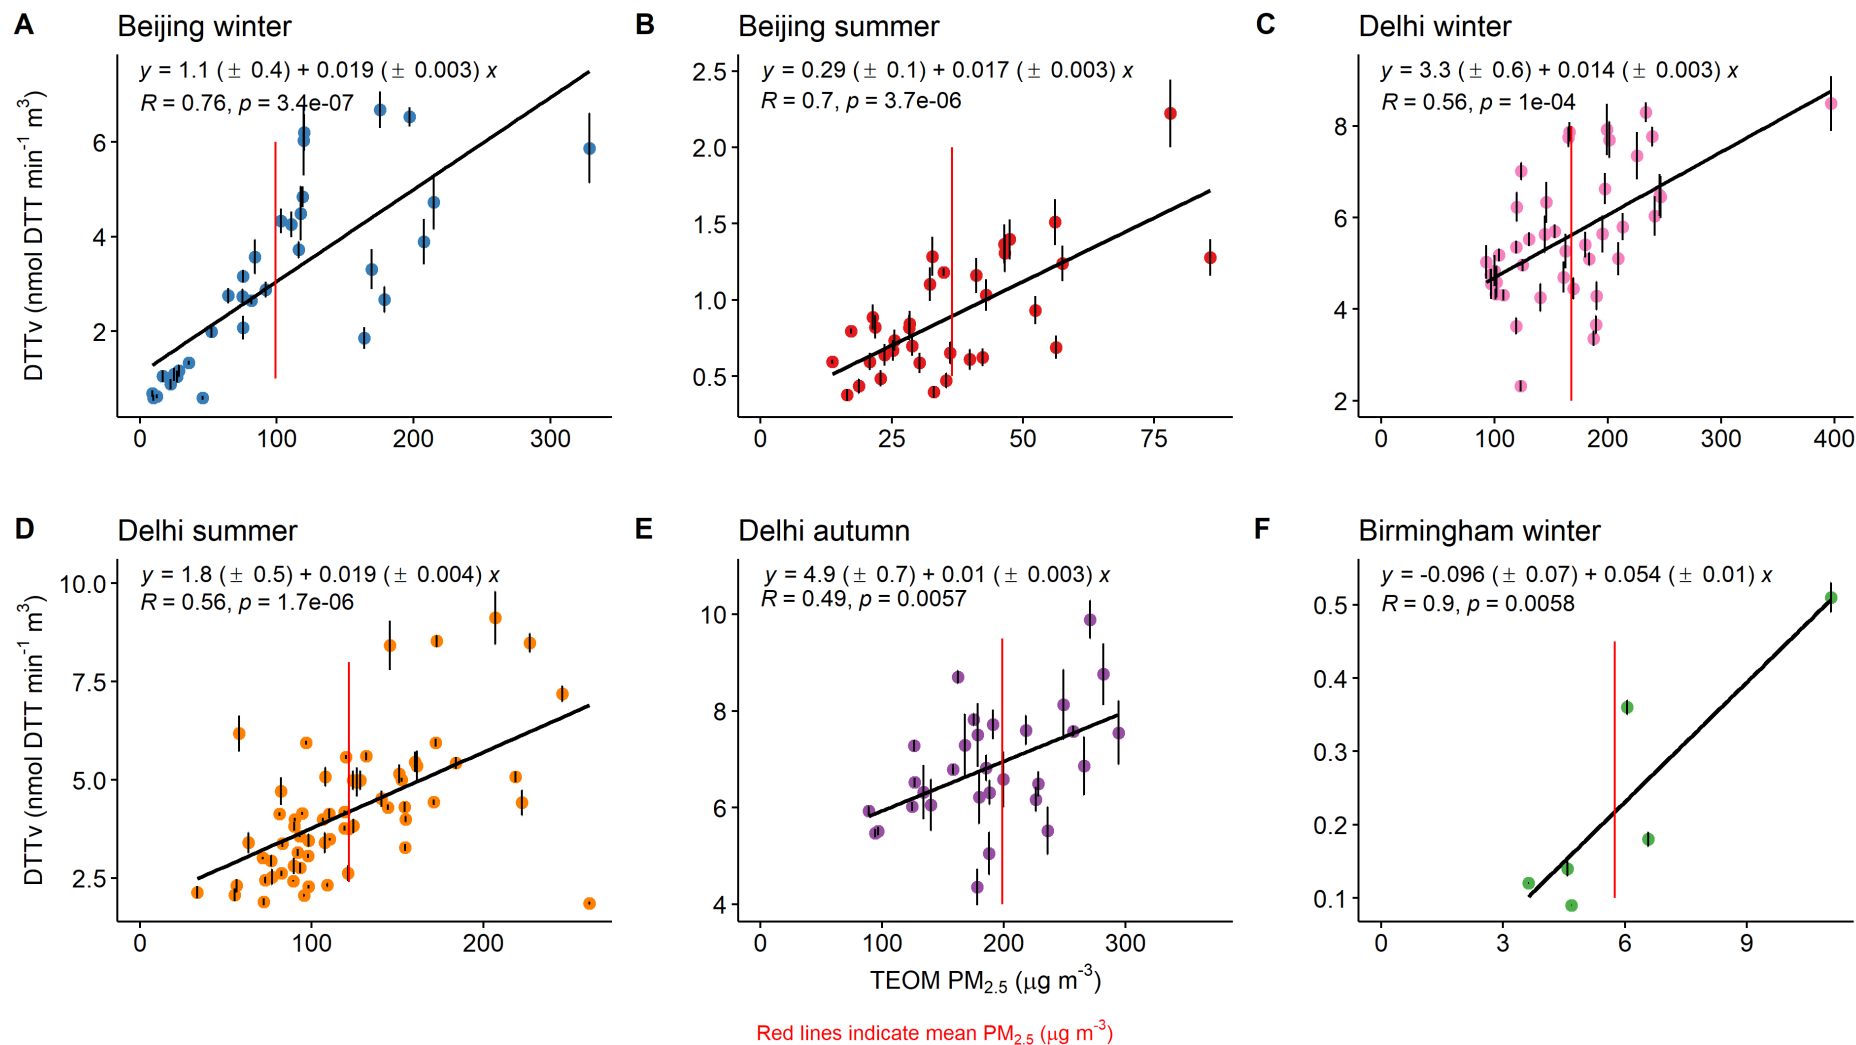 A Beijing winter
y = 1.1 (± 0.4) + 0.019 (± 0.003) x
R = 0.76, p = 3.4e-07
DTTv (nmol DTT min⁻¹ m³)
6
4
2
0 100 200 300
B Beijing summer
y = 0.29 (± 0.1) + 0.017 (± 0.003) x
R = 0.7, p = 3.7e-06
2.5
2.0
1.5
1.0
0.5
0 25 50 75
C Delhi winter
y = 3.3 (± 0.6) + 0.014 (± 0.003) x
R = 0.56, p = 1e-04
8
6
4
2
0 100 200 300 400
D Delhi summer
y = 1.8 (± 0.5) + 0.019 (± 0.004) x
R = 0.56, p = 1.7e-06
DTTv (nmol DTT min⁻¹ m³)
10.0
7.5
5.0
2.5
0 100 200
E Delhi autumn
y = 4.9 (± 0.7) + 0.01 (± 0.003) x
R = 0.49, p = 0.0057
10
8
6
4
0 100 200 300
F Birmingham winter
y = -0.096 (± 0.07) + 0.054 (± 0.01) x
R = 0.9, p = 0.0058
0.5
0.4
0.3
0.2
0.1
0 3 6 9
TEOM PM₂.₅ (μg m⁻³)
Red lines indicate mean PM₂.₅ (μg m⁻³)